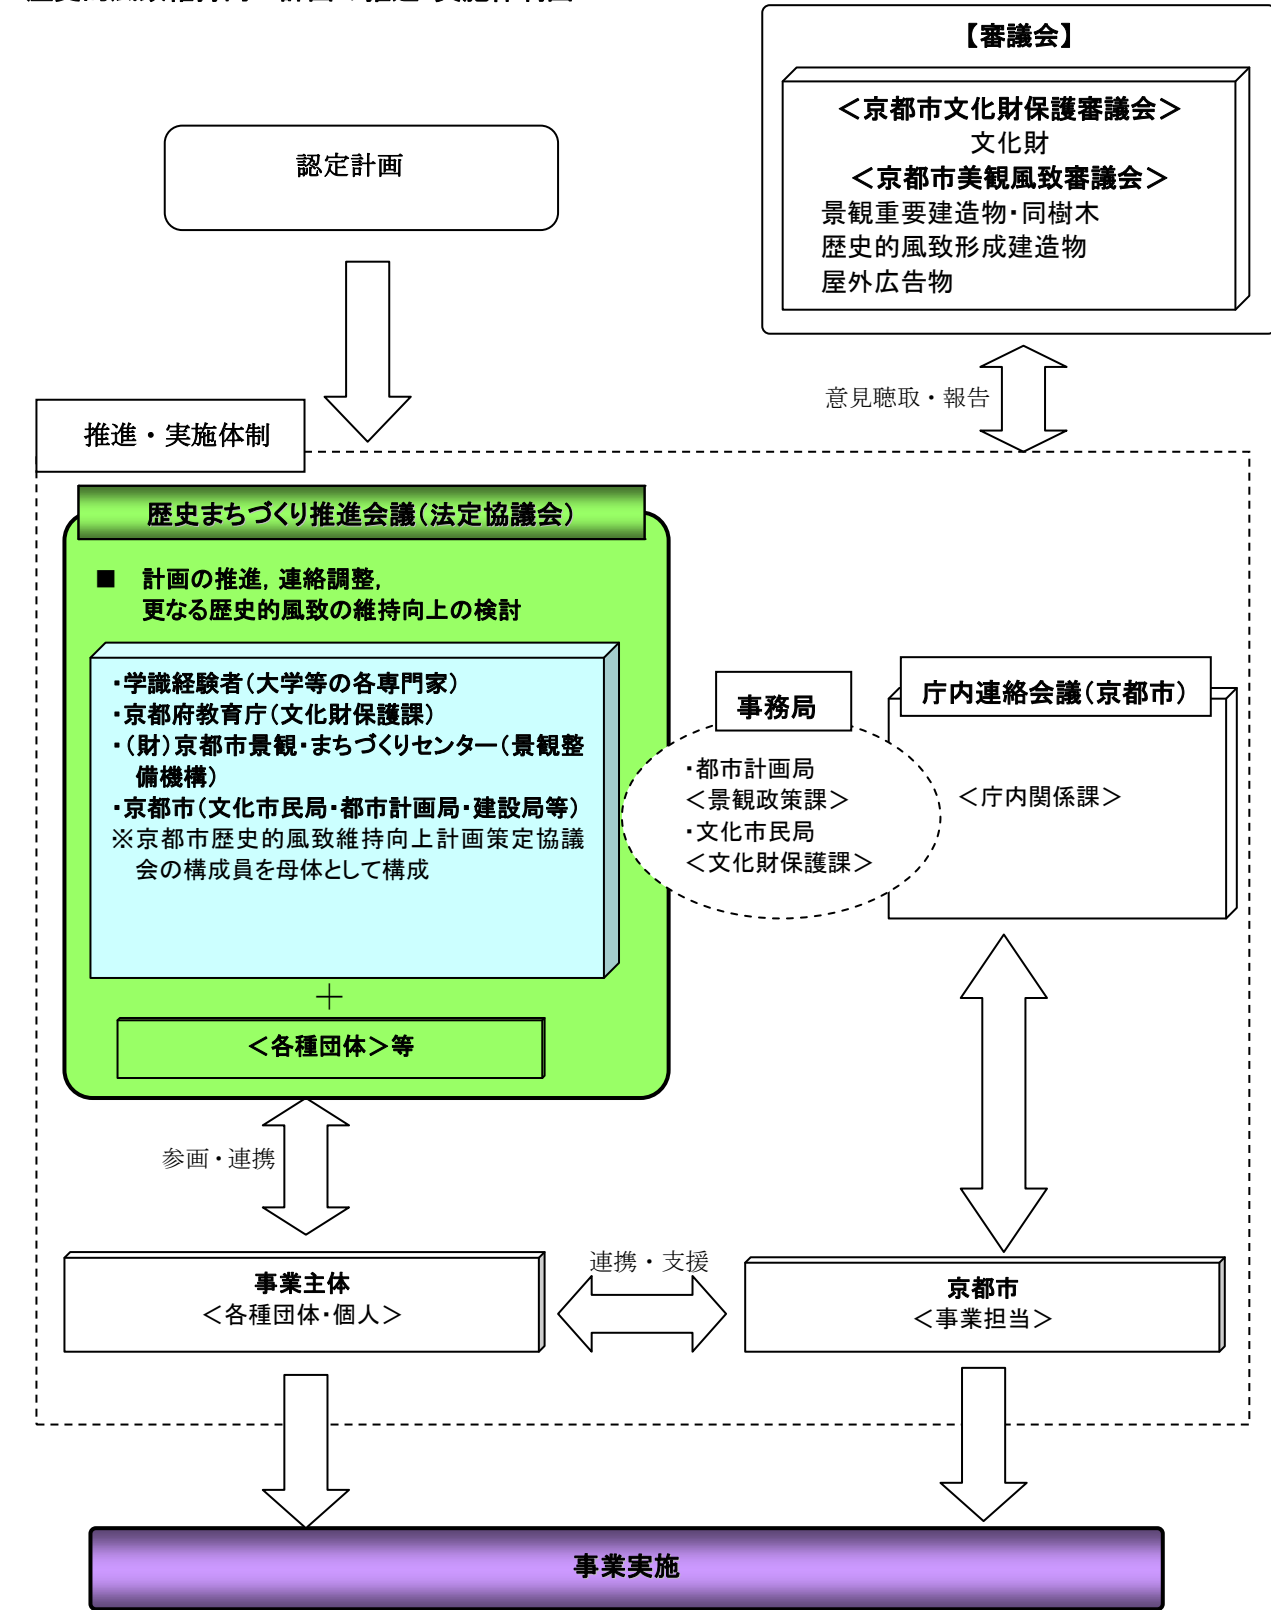 【審議会】
＜京都市文化財保護審議会＞
文化財
＜京都市美観風致審議会＞
景観重要建造物・同樹木
歴史的風致形成建造物
屋外広告物
認定計画
意見聴取・報告
推進・実施体制
歴史まちづくり推進会議（法定協議会）
■ 計画の推進，連絡調整，
更なる歴史的風致の維持向上の検討
・学識経験者（大学等の各専門家）
・京都府教育庁（文化財保護課）
・（財）京都市景観・まちづくりセンター（景観整
備機構）
・京都市（文化市民局・都市計画局・建設局等）
※京都市歴史的風致維持向上計画策定協議
会の構成員を母体として構成
＋
＜各種団体＞等
事務局
・都市計画局
＜景観政策課＞
・文化市民局
＜文化財保護課＞
庁内連絡会議（京都市）
＜庁内関係課＞
参画・連携
事業主体
＜各種団体・個人＞
連携・支援
京都市
＜事業担当＞
事業実施